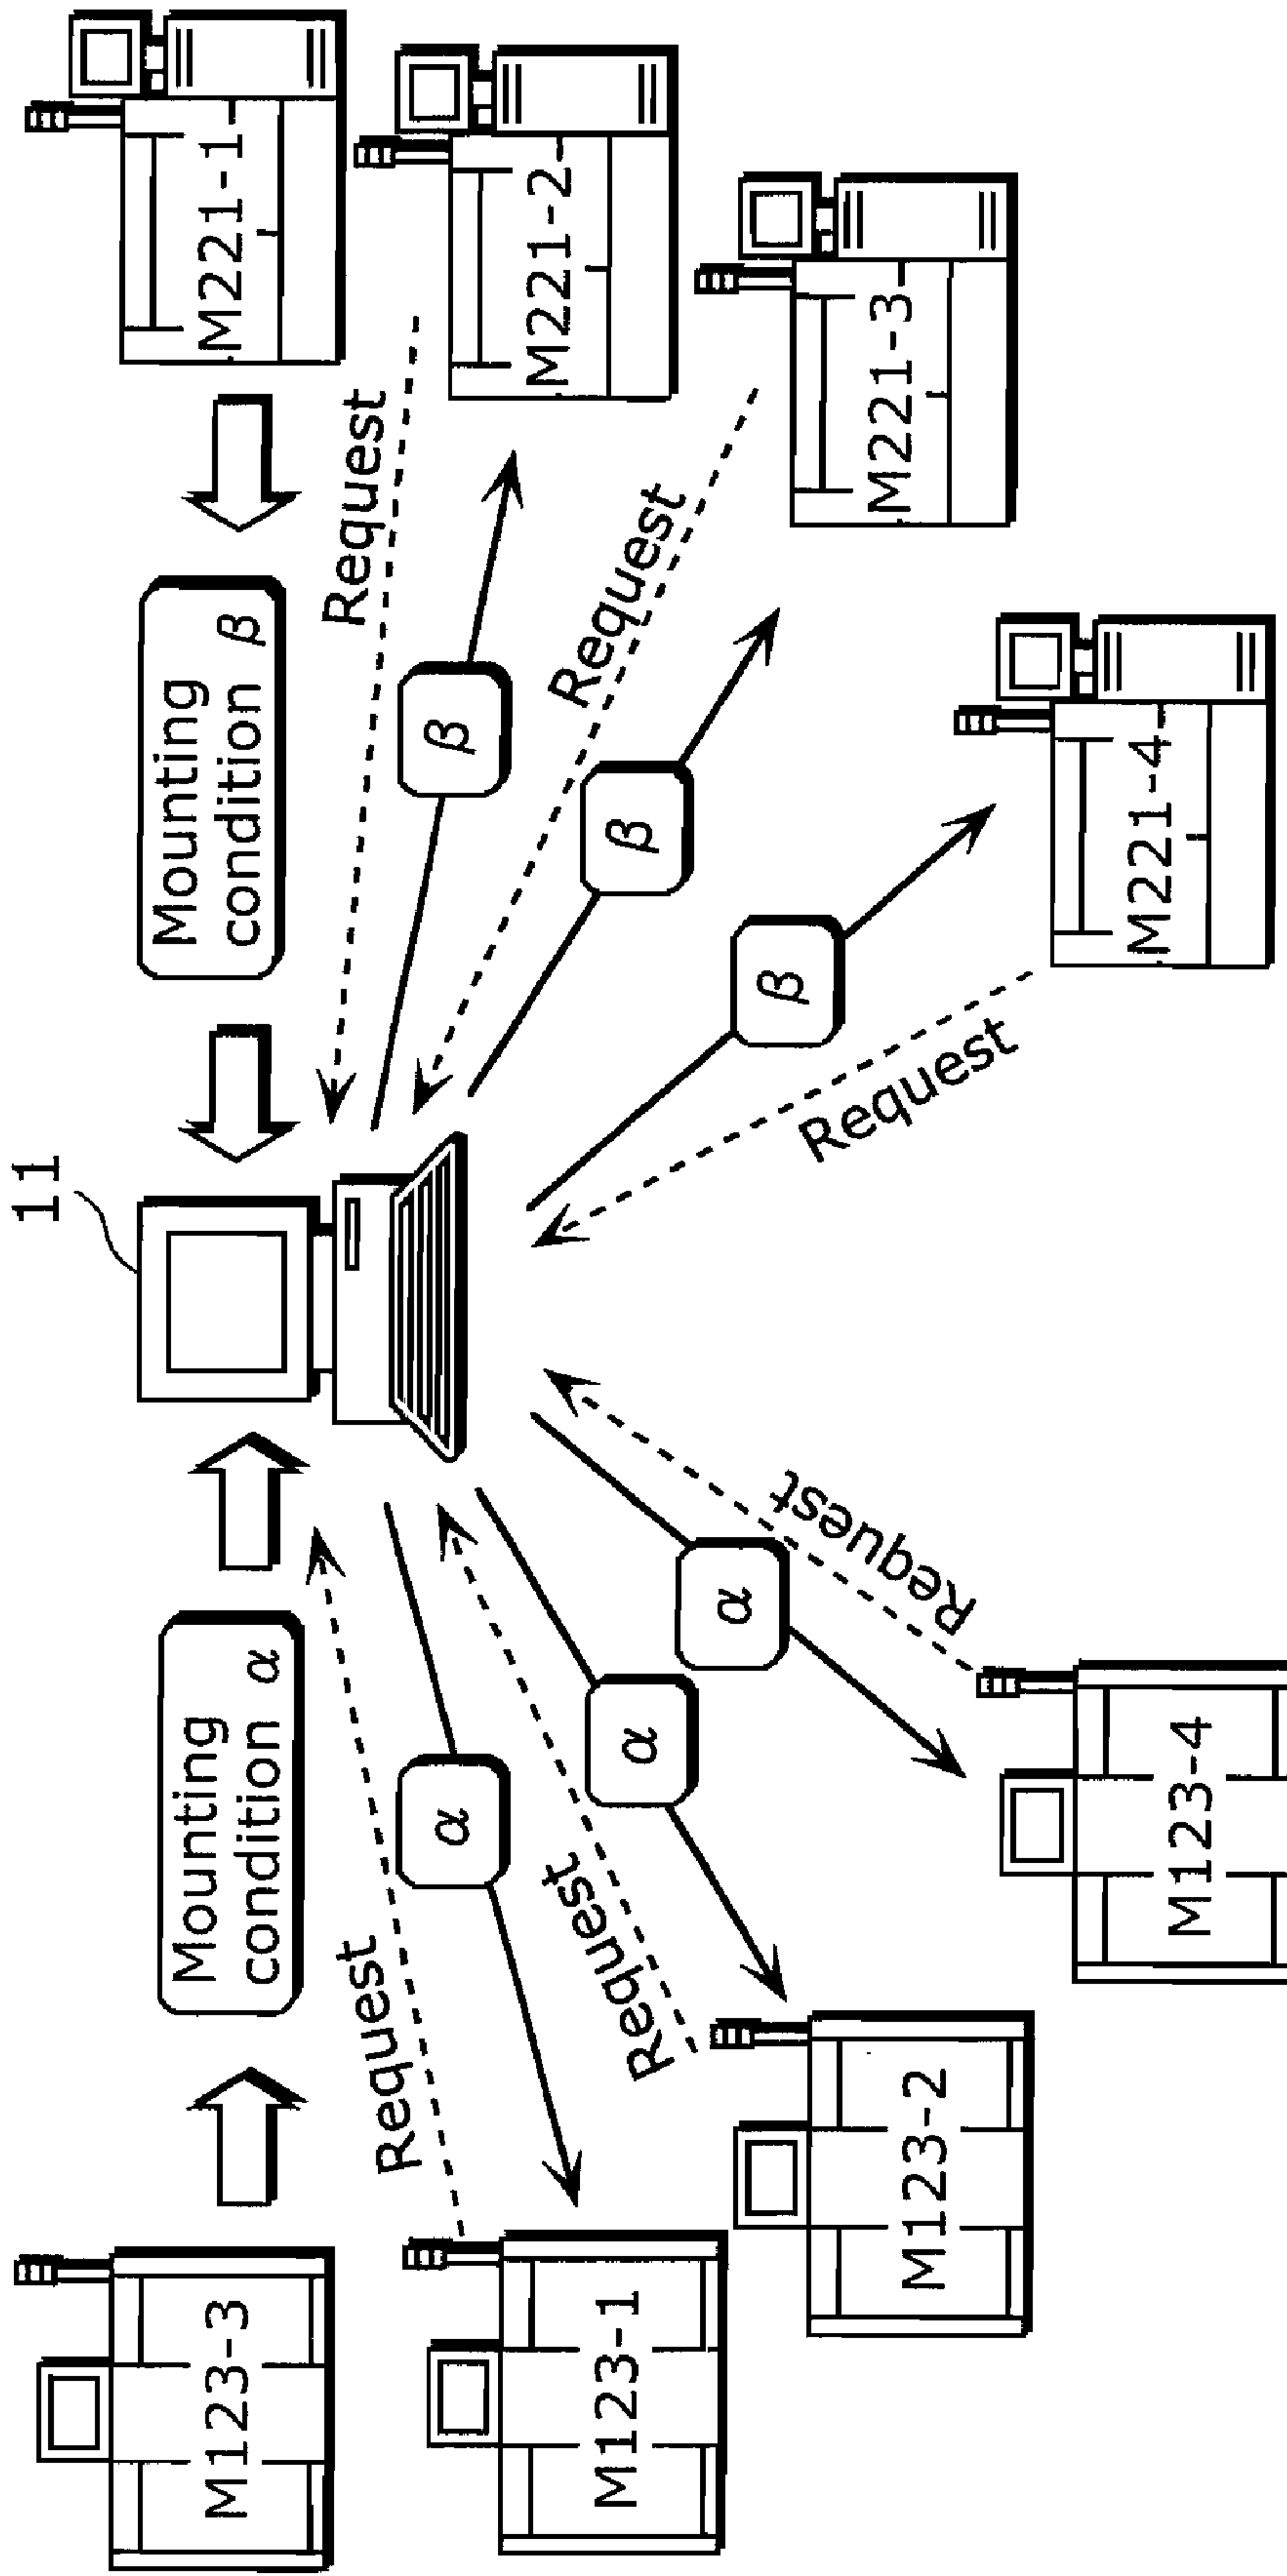 11
M123-3
Mounting
condition α
Mounting
condition β
M221-1
Request
Request
M123-1
α
β
M221-2
Request
Request
M123-2
α
β
M221-3
Request
Request
M123-4
α
β
M221-4